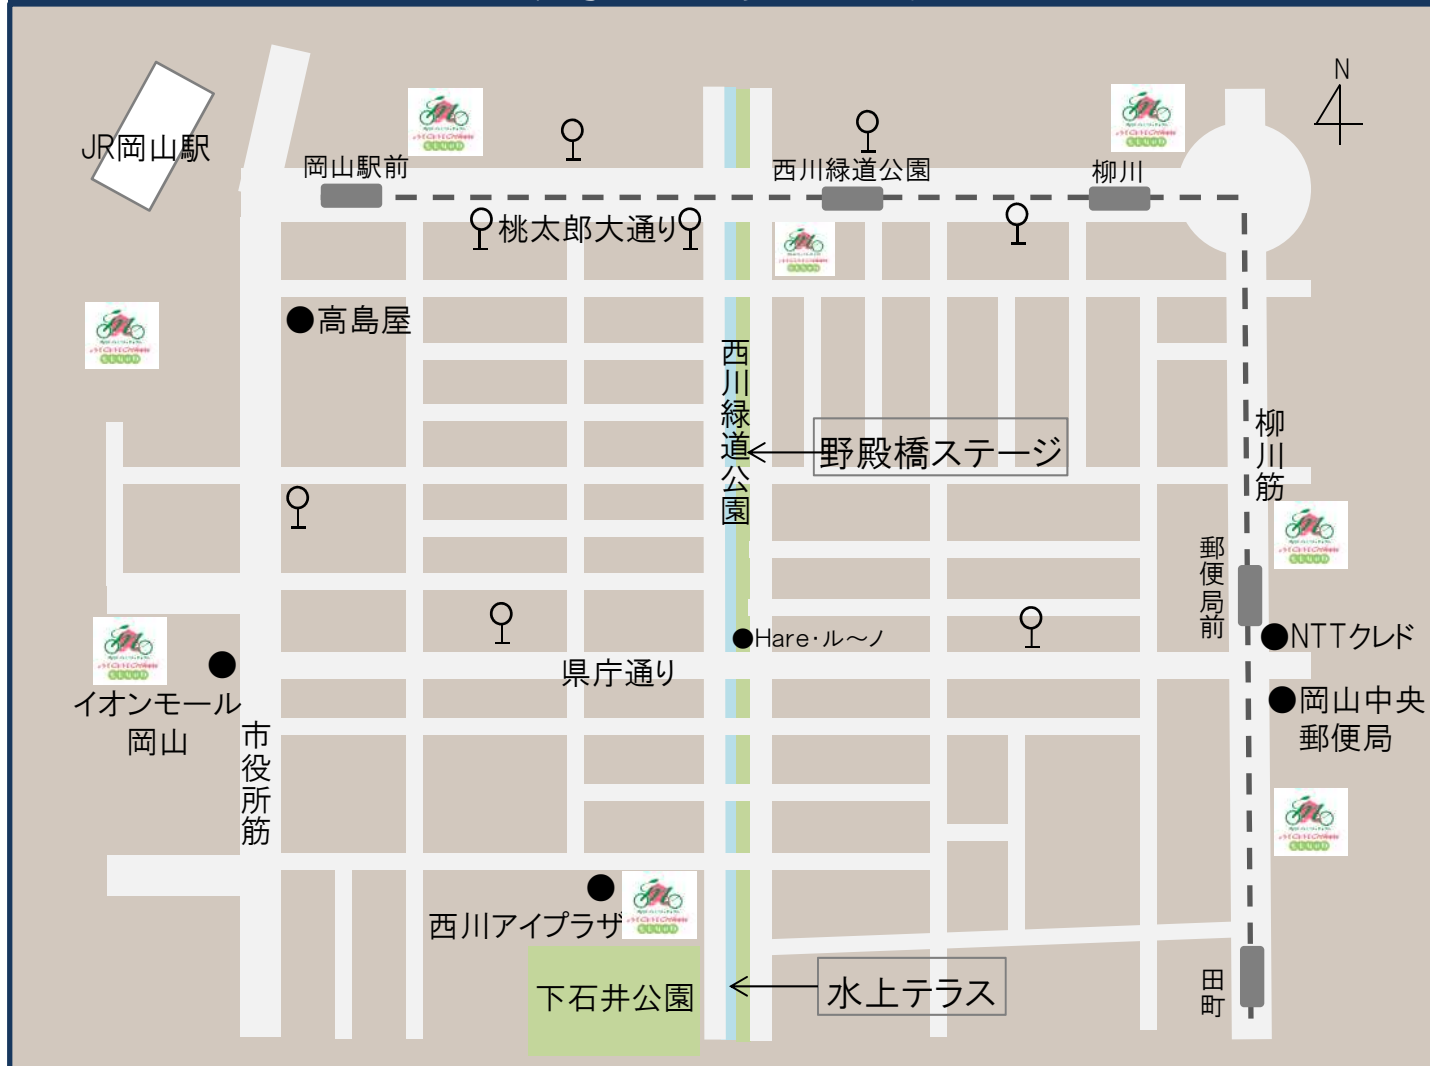 N
JR岡山駅
岡山駅前
西川緑道公園
柳川
桃太郎大通り
高島屋
西川緑道公園
野殿橋ステージ
柳川筋
郵便局前
Hare・ル～ノ
NTTクレド
県庁通り
イオンモール
岡山
市役所筋
岡山中央
郵便局
西川アイプラザ
下石井公園
水上テラス
田町